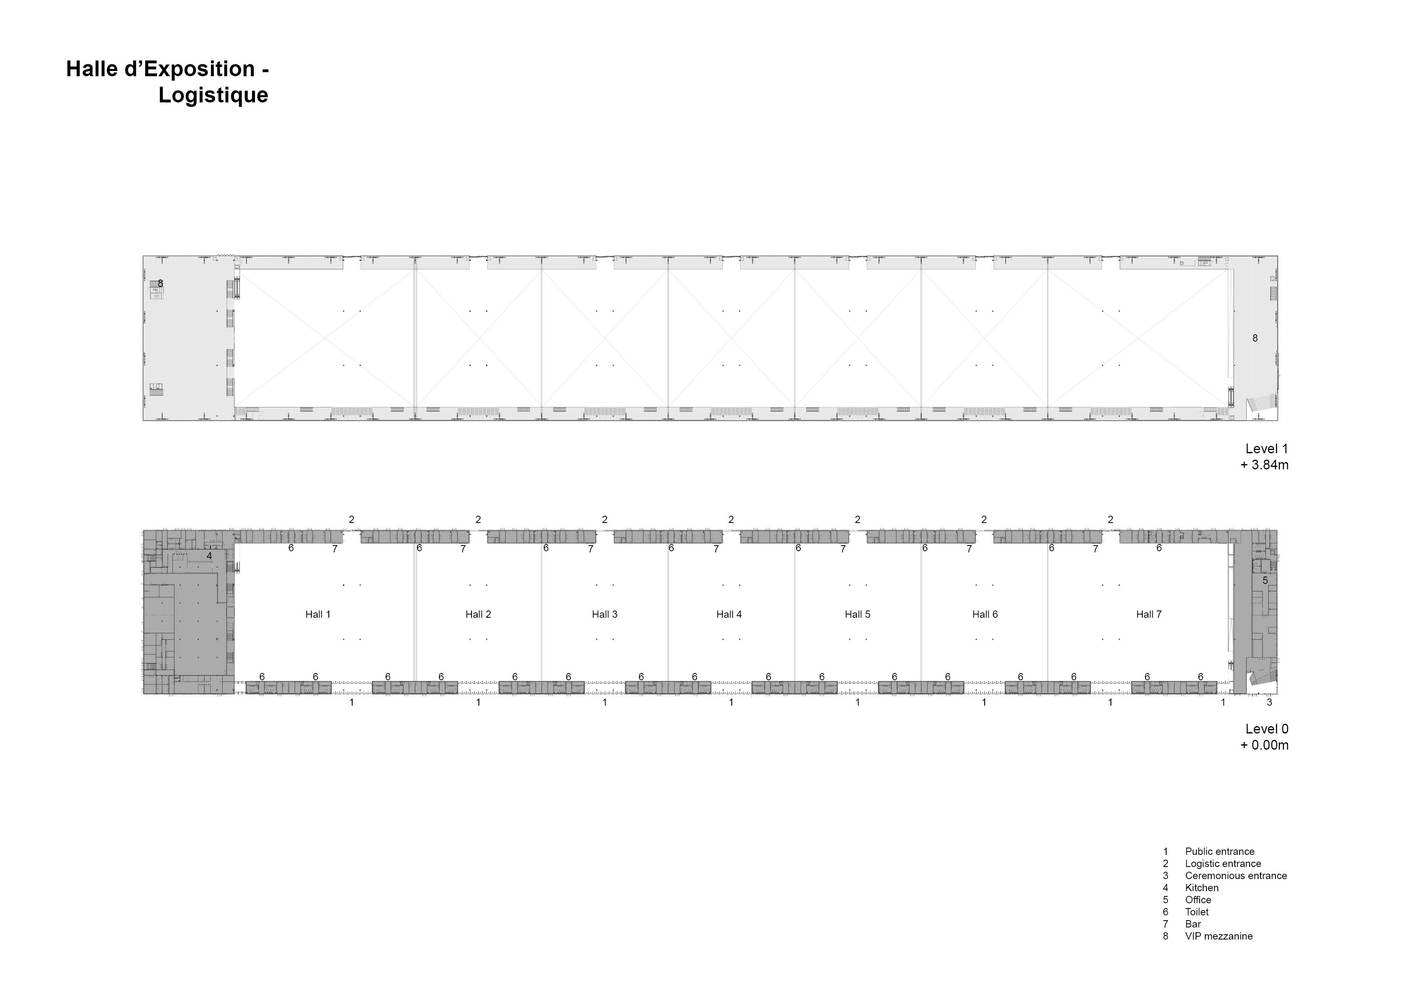 Halle d’Exposition -
Logistique
8
8
Level 1
+ 3.84m
2 2 2 2 2 2 2
6 7 6 7 6 7 6 7 6 7 6 7 6 7 6
4
5
Hall 1 Hall 2 Hall 3 Hall 4 Hall 5 Hall 6 Hall 7
6 6 6 6 6 6 6 6 6 6 6 6 6 6 6 6
1 1 1 1 1 1 1 1 3
Level 0
+ 0.00m
1 Public entrance
2 Logistic entrance
3 Ceremonious entrance
4 Kitchen
5 Office
6 Toilet
7 Bar
8 VIP mezzanine